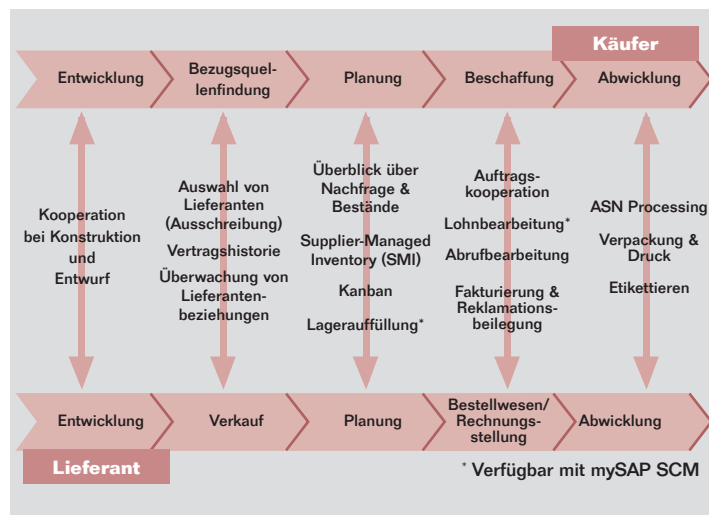 Käufer
Entwicklung
Bezugsquel-
lenfindung
Planung
Beschaffung
Abwicklung
Kooperation
bei Konstruktion
und
Entwurf
Auswahl von
Lieferanten
(Ausschreibung)
Vertragshistorie
Überwachung von
Lieferanten-
beziehungen
Überblick über
Nachfrage &
Bestände
Supplier-Managed
Inventory (SMI)
Kanban
Lagerauffüllung*
Auftrags-
kooperation
Lohnbearbeitung*
Abrufbearbeitung
Fakturierung &
Reklamations-
beilegung
ASN Processing
Verpackung &
Druck
Etikettieren
Entwicklung
Verkauf
Planung
Bestellwesen/
Rechnungs-
stellung
Abwicklung
Lieferant
* Verfügbar mit mySAP SCM